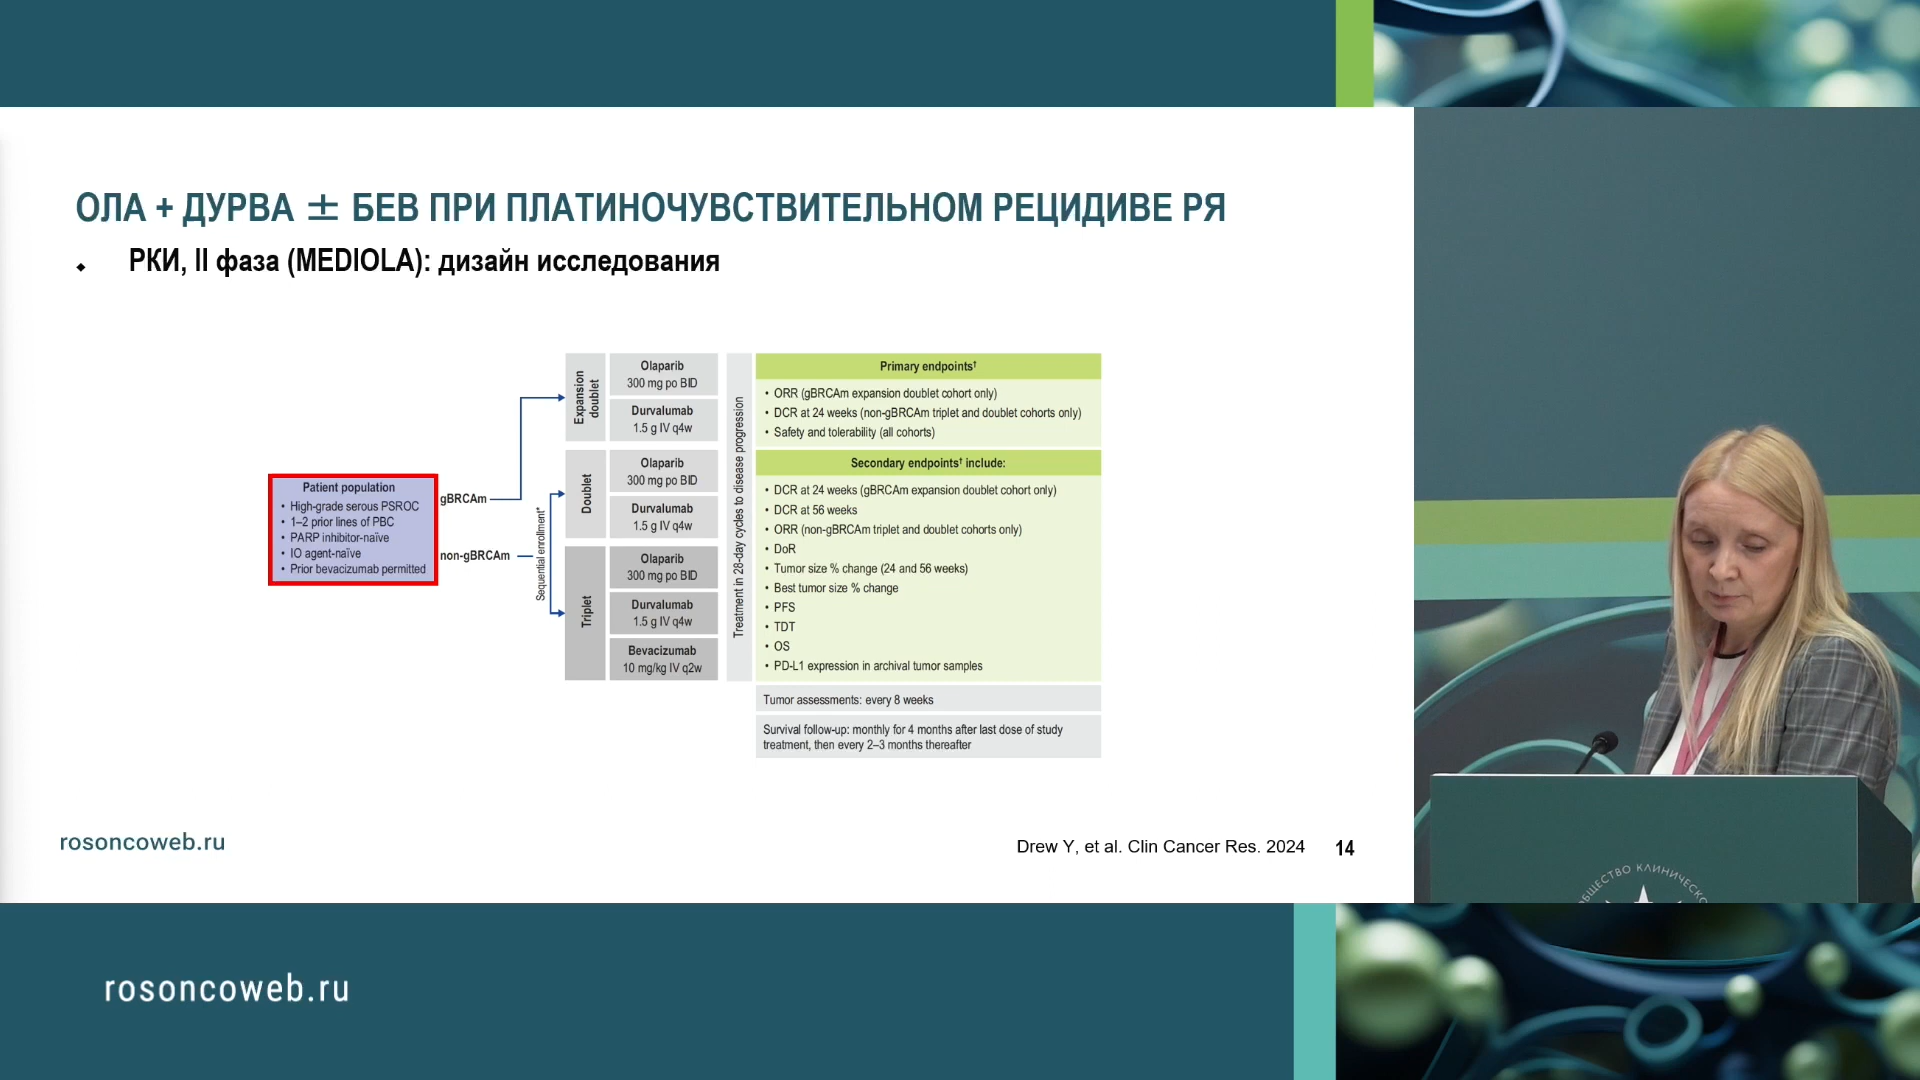 ОЛА + ДУРВА ± БЕВ ПРИ ПЛАТИНОЧУВСТВИТЕЛЬНОМ РЕЦИДИВЕ РЯ
РКИ, II фаза (MEDIOLA): дизайн исследования
Patient population
• High-grade serous PSROC
• 1–2 prior lines of PBC
• PARP inhibitor-naïve
• IO agent-naïve
• Prior bevacizumab permitted
gBRCAm
non-gBRCAm
Sequential enrollment*
Expansion
doublet
Olaparib
300 mg po BID
Durvalumab
1.5 g IV q4w
Doublet
Olaparib
300 mg po BID
Durvalumab
1.5 g IV q4w
Triplet
Olaparib
300 mg po BID
Durvalumab
1.5 g IV q4w
Bevacizumab
10 mg/kg IV q2w
Treatment in 28-day cycles to disease progression
Primary endpoints†
• ORR (gBRCAm expansion doublet cohort only)
• DCR at 24 weeks (non-gBRCAm triplet and doublet cohorts only)
• Safety and tolerability (all cohorts)
Secondary endpoints† include:
• DCR at 24 weeks (gBRCAm expansion doublet cohort only)
• DCR at 56 weeks
• ORR (non-gBRCAm triplet and doublet cohorts only)
• DoR
• Tumor size % change (24 and 56 weeks)
• Best tumor size % change
• PFS
• TDT
• OS
• PD-L1 expression in archival tumor samples
Tumor assessments: every 8 weeks
Survival follow-up: monthly for 4 months after last dose of study
treatment, then every 2–3 months thereafter
rosoncoweb.ru
Drew Y, et al. Clin Cancer Res. 2024
14
rosoncoweb.ru